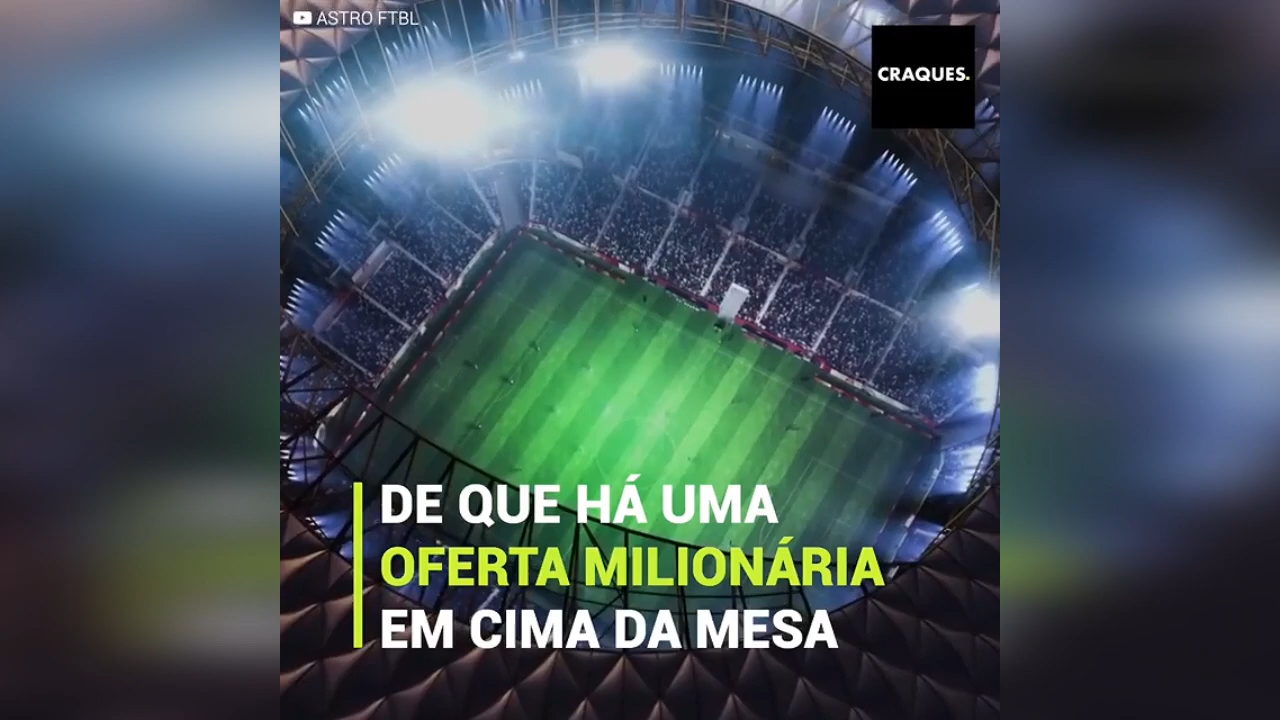 ASTRO FTBL
CRAQUES.
DE QUE HÁ UMA
OFERTA MILIONÁRIA
EM CIMA DA MESA